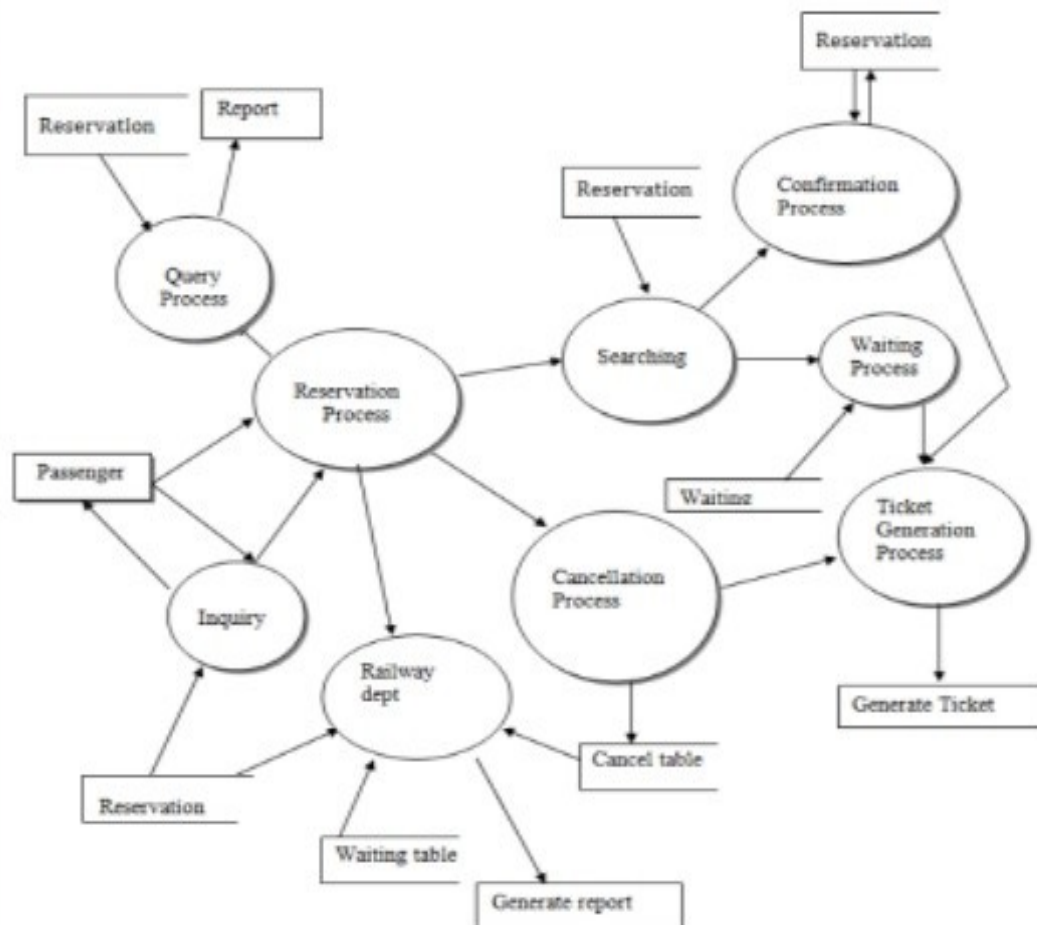 Reservation
Report
Reservation
Reservation
Confirmation
Process
Query
Process
Searching
Waiting
Process
Reservation
Process
Passenger
Waiting
Ticket
Generation
Process
Cancellation
Process
Inquiry
Railway
dept
Generate Ticket
Cancel table
Reservation
Waiting table
Generate report